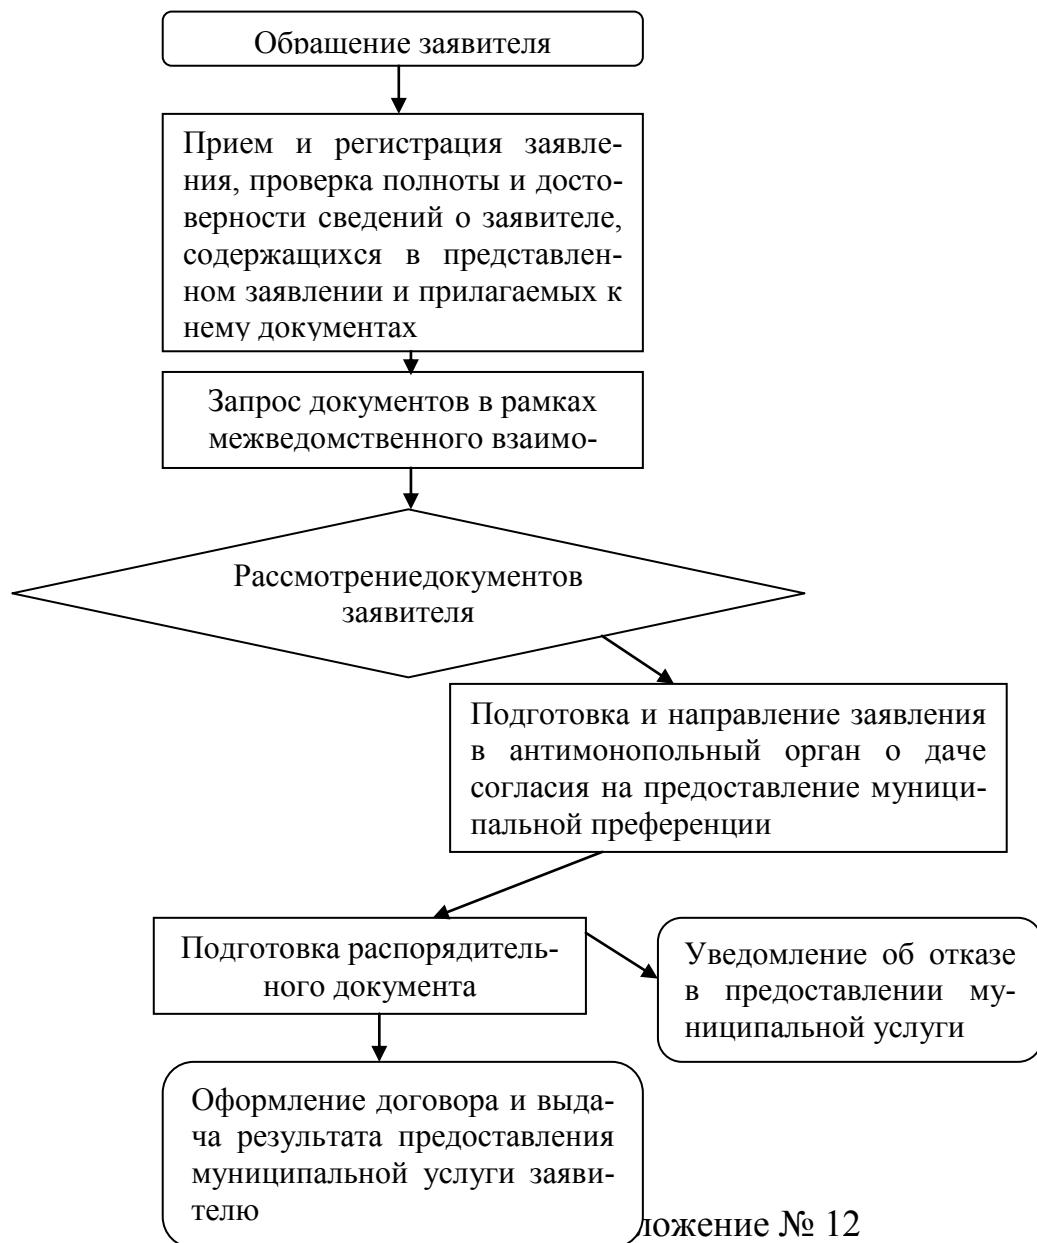 Обращение заявителя
Прием и регистрация заявле-
ния, проверка полноты и досто-
верности сведений о заявителе,
содержащихся в представлен-
ном заявлении и прилагаемых к
нему документах
Запрос документов в рамках
межведомственного взаимо-
Рассмотрениедокументов
заявителя
Подготовка и направление заявления
в антимонопольный орган о даче
согласия на предоставление муници-
пальной преференции
Подготовка распорядитель-
ного документа
Уведомление об отказе
в предоставлении му-
ниципальной услуги
Оформление договора и выда-
ча результата предоставления
муниципальной услуги заяви-
телю
ложение № 12